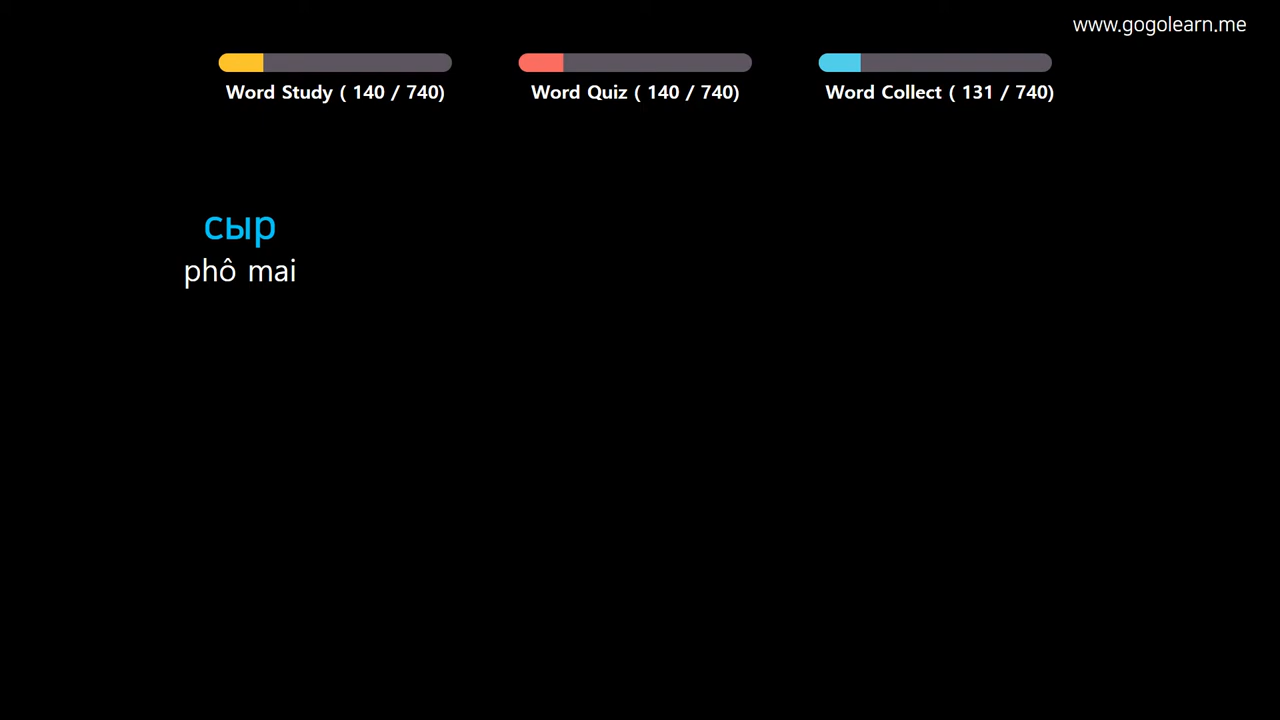 www.gogolearn.me
Word Study ( 140 / 740)
Word Quiz ( 140 / 740)
Word Collect ( 131 / 740)
сыр
phô mai